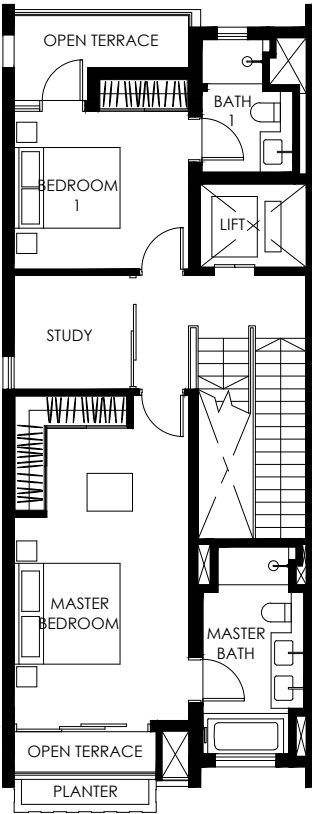 OPEN TERRACE
BATH
1
BEDROOM
1
LIFT
STUDY
MASTER
BEDROOM
MASTER
BATH
OPEN TERRACE
PLANTER